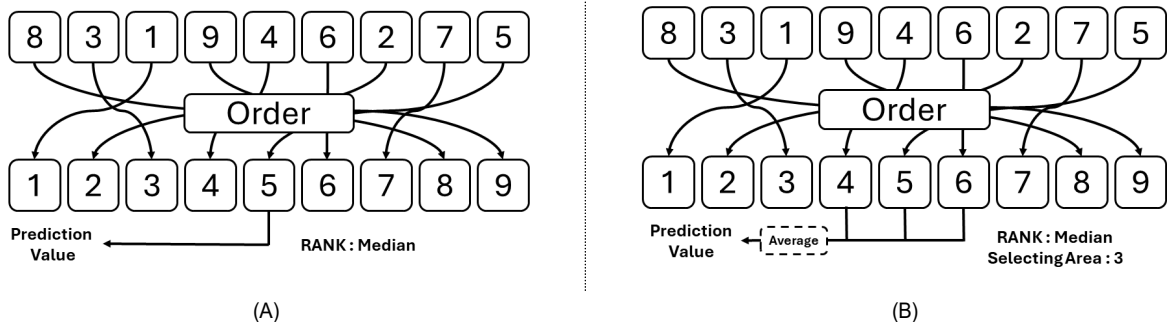 8 3 1 9 4 6 2 7 5
Order
1 2 3 4 5 6 7 8 9
Prediction
Value
RANK : Median
(A)
8 3 1 9 4 6 2 7 5
Order
1 2 3 4 5 6 7 8 9
Prediction
Value
Average
RANK : Median
Selecting Area : 3
(B)